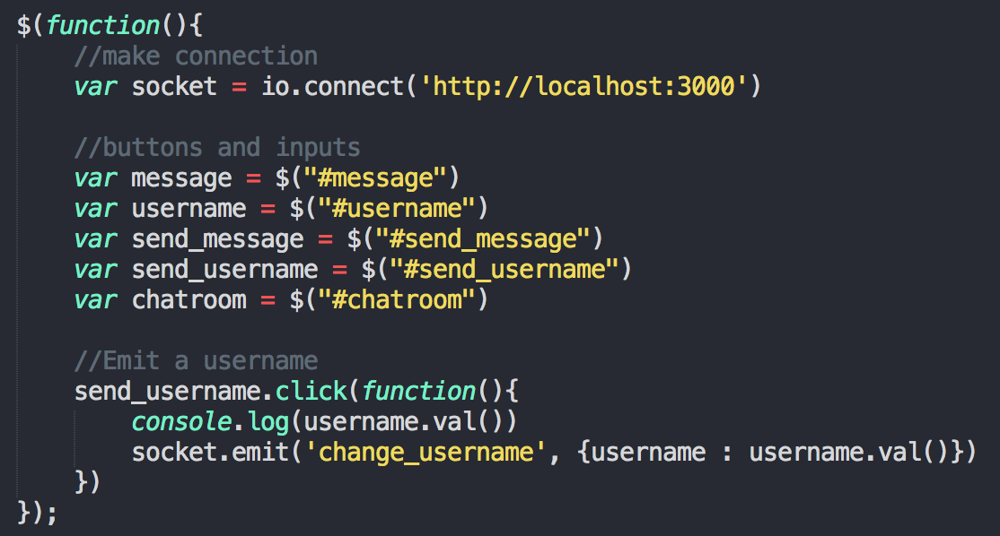 $(function(){
    //make connection
    var socket = io.connect('http://localhost:3000')

    //buttons and inputs
    var message = $("#message")
    var username = $("#username")
    var send_message = $("#send_message")
    var send_username = $("#send_username")
    var chatroom = $("#chatroom")

    //Emit a username
    send_username.click(function(){
        console.log(username.val())
        socket.emit('change_username', {username : username.val()})
    })
});